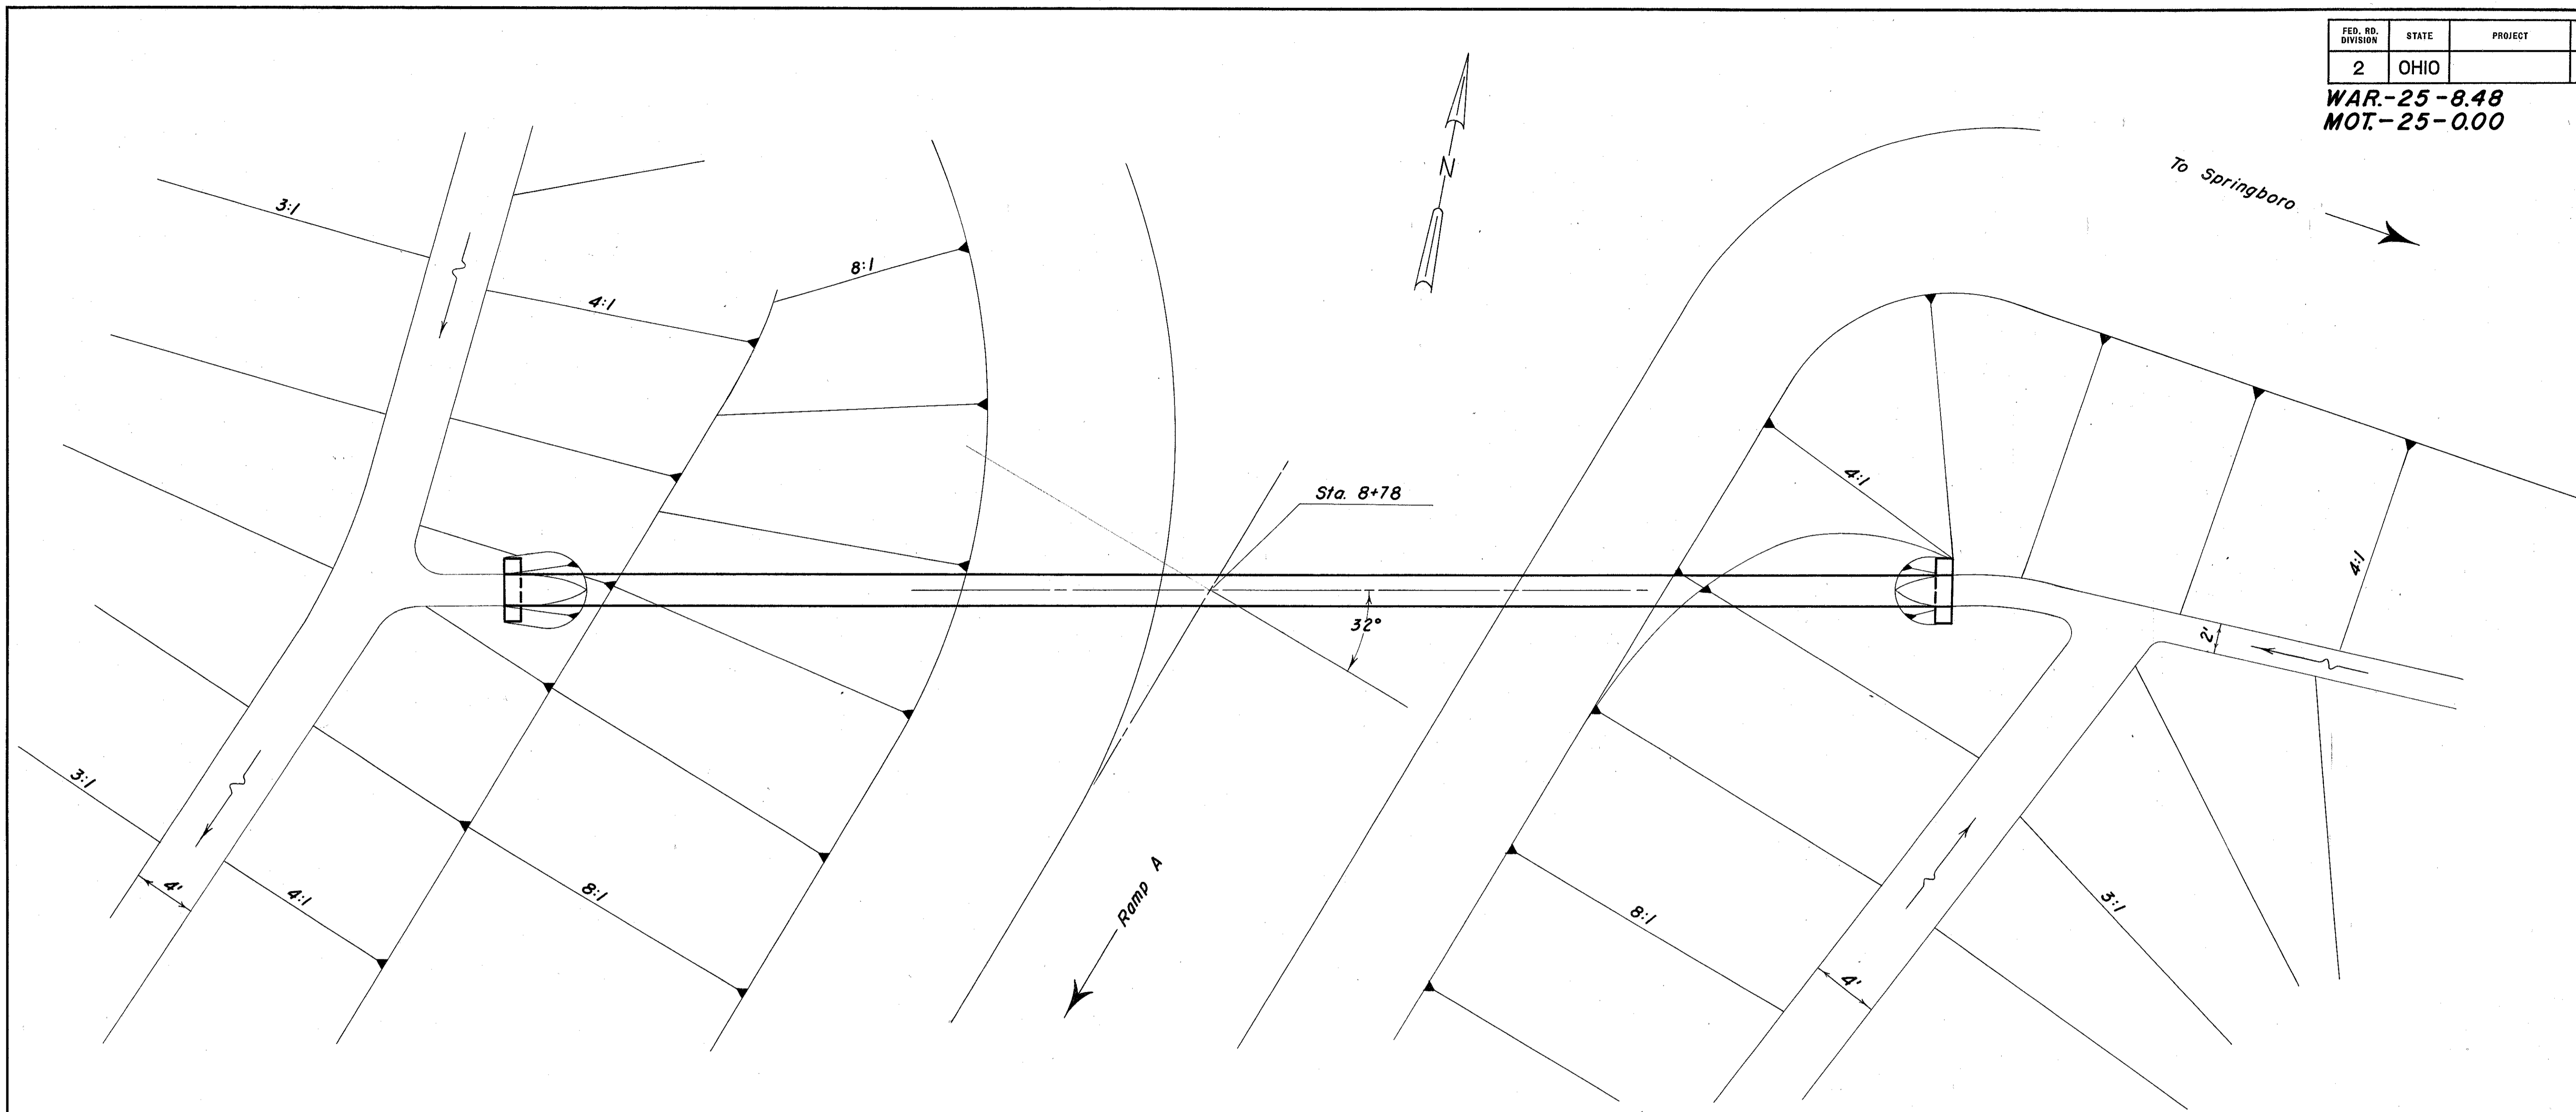 FED. RD. DIVISION STATE PROJECT
2 OHIO
WAR.-25-8.48
MOT.-25-0.00
To Springboro
N
3:1
8:1
4:1
Sta. 8+78
4:1
4:1
32°
2'
3:1
Ramp A
4'
4:1
8:1
8:1
3:1
4'